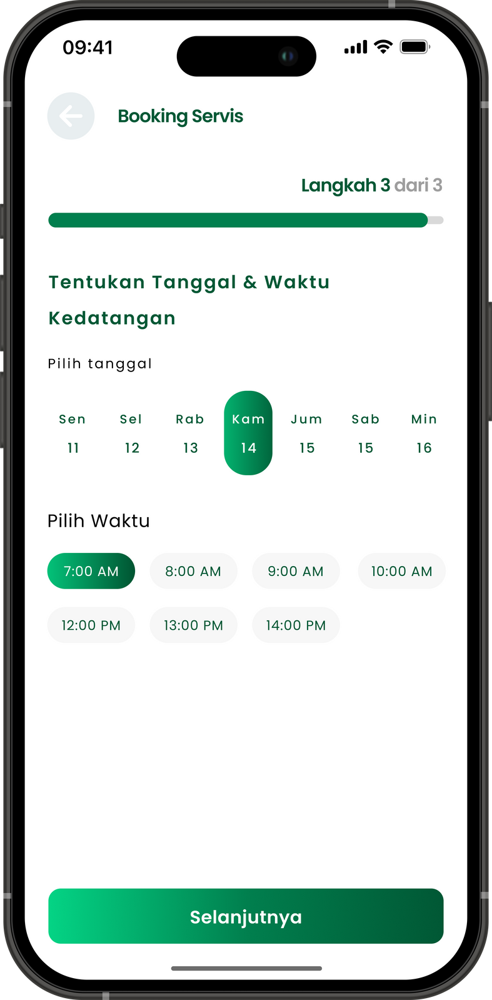 09:41
Booking Servis
Langkah 3 dari 3
Tentukan Tanggal & Waktu
Kedatangan
Pilih tanggal
Sen Sel Rab Kam Jum Sab Min
11 12 13 14 15 15 16
Pilih Waktu
7:00 AM 8:00 AM 9:00 AM 10:00 AM
12:00 PM 13:00 PM 14:00 PM
Selanjutnya